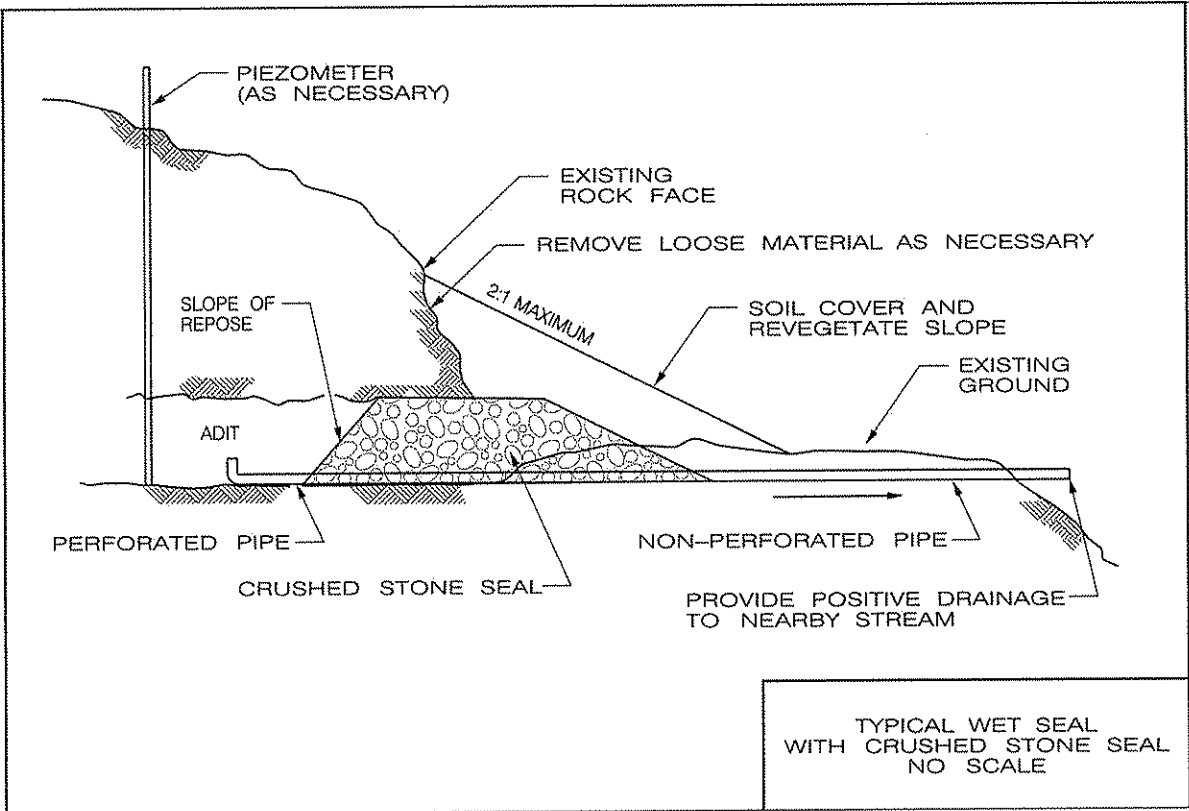 PIEZOMETER
(AS NECESSARY)
EXISTING
ROCK FACE
REMOVE LOOSE MATERIAL AS NECESSARY
SLOPE OF
REPOSE
2:1 MAXIMUM
SOIL COVER AND
REVEGETATE SLOPE
EXISTING
GROUND
ADIT
PERFORATED PIPE
NON-PERFORATED PIPE
CRUSHED STONE SEAL
PROVIDE POSITIVE DRAINAGE
TO NEARBY STREAM
TYPICAL WET SEAL
WITH CRUSHED STONE SEAL
NO SCALE